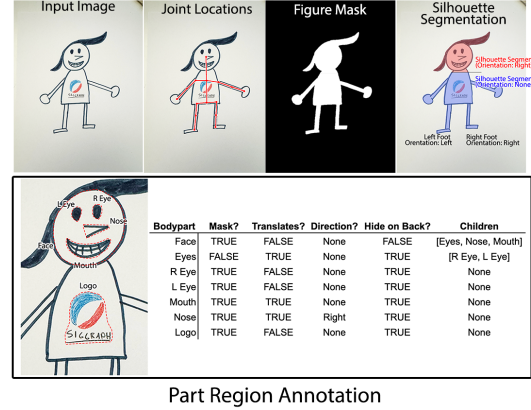 Input Image
Joint Locations
Figure Mask
Silhouette
Segmentation
Silhouette Segmen
(Orientation: Right
Silhouette Segmen
(Orientation: None
Left Foot
Orentation: Left
Right Foot
Orientation: Right
L Eye
R Eye
Nose
Face
Mouth
Logo
SIGGRAPH
Bodypart Mask? Translates? Direction? Hide on Back? Children
Face TRUE FALSE None FALSE [Eyes, Nose, Mouth]
Eyes FALSE TRUE None TRUE [R Eye, L Eye]
R Eye TRUE FALSE None TRUE None
L Eye TRUE FALSE None TRUE None
Mouth TRUE TRUE None TRUE None
Nose TRUE TRUE Right TRUE None
Logo TRUE FALSE None TRUE None
Part Region Annotation